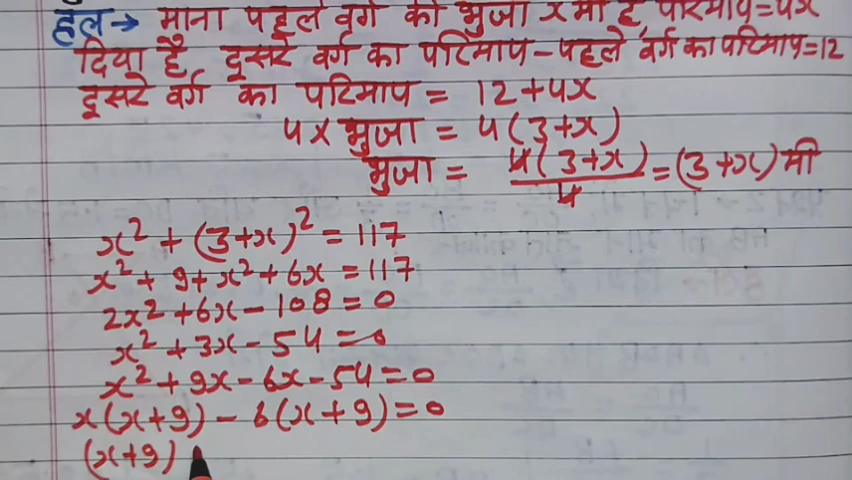 हल → माना पहले वर्ग की भुजा x मी है, परिमाप = 4x
दिया है, दूसरे वर्ग का परिमाप - पहले वर्ग का परिमाप = 12
दूसरे वर्ग का परिमाप = 12 + 4x
4 x भुजा = 4 (3 + x)
भुजा = 4 (3 + x) / 4 = (3 + x) मी
x² + (3 + x)² = 117
x² + 9 + x² + 6x = 117
2x² + 6x - 108 = 0
x² + 3x - 54 = 0
x² + 9x - 6x - 54 = 0
x (x + 9) - 6 (x + 9) = 0
(x + 9)